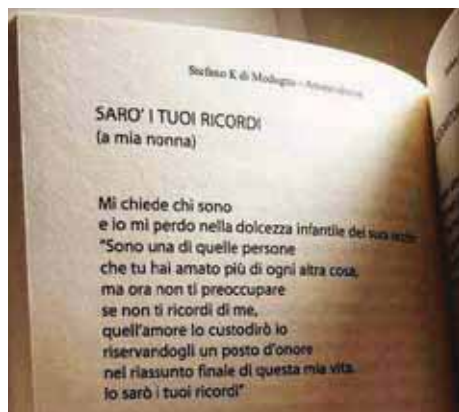 Stefano K di Modugno -
SARO' I TUOI RICORDI
(a mia nonna)
Mi chiede chi sono
e io mi perdo nella dolcezza infantile dei suoi
"Sono una di quelle persone
che tu hai amato più di ogni altra cosa,
ma ora non ti preoccupare
se non ti ricordi di me,
quell'amore lo custodirò io
riservandogli un posto d'onore
nel riassunto finale di questa mia vita.
Io sarò i tuoi ricordi"